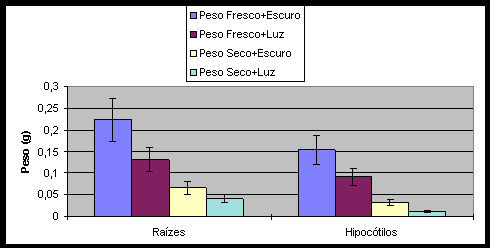 Peso Fresco+Escuro
Peso Fresco+Luz
Peso Seco+Escuro
Peso Seco+Luz
0,3
0,25
0,2
0,15
0,1
0,05
0
Peso (g)
Raízes
Hipocótilos